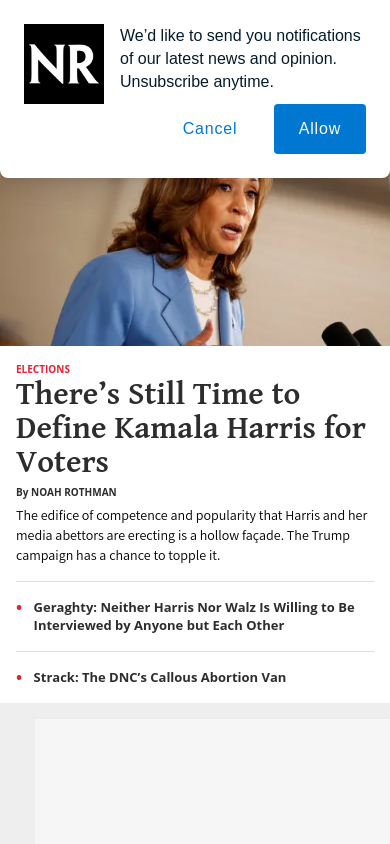 NR
We’d like to send you notifications
of our latest news and opinion.
Unsubscribe anytime.
Cancel
Allow
ELECTIONS
There’s Still Time to
Define Kamala Harris for
Voters
By NOAH ROTHMAN
The edifice of competence and popularity that Harris and her
media abettors are erecting is a hollow façade. The Trump
campaign has a chance to topple it.
• Geraghty: Neither Harris Nor Walz Is Willing to Be
Interviewed by Anyone but Each Other
• Strack: The DNC’s Callous Abortion Van